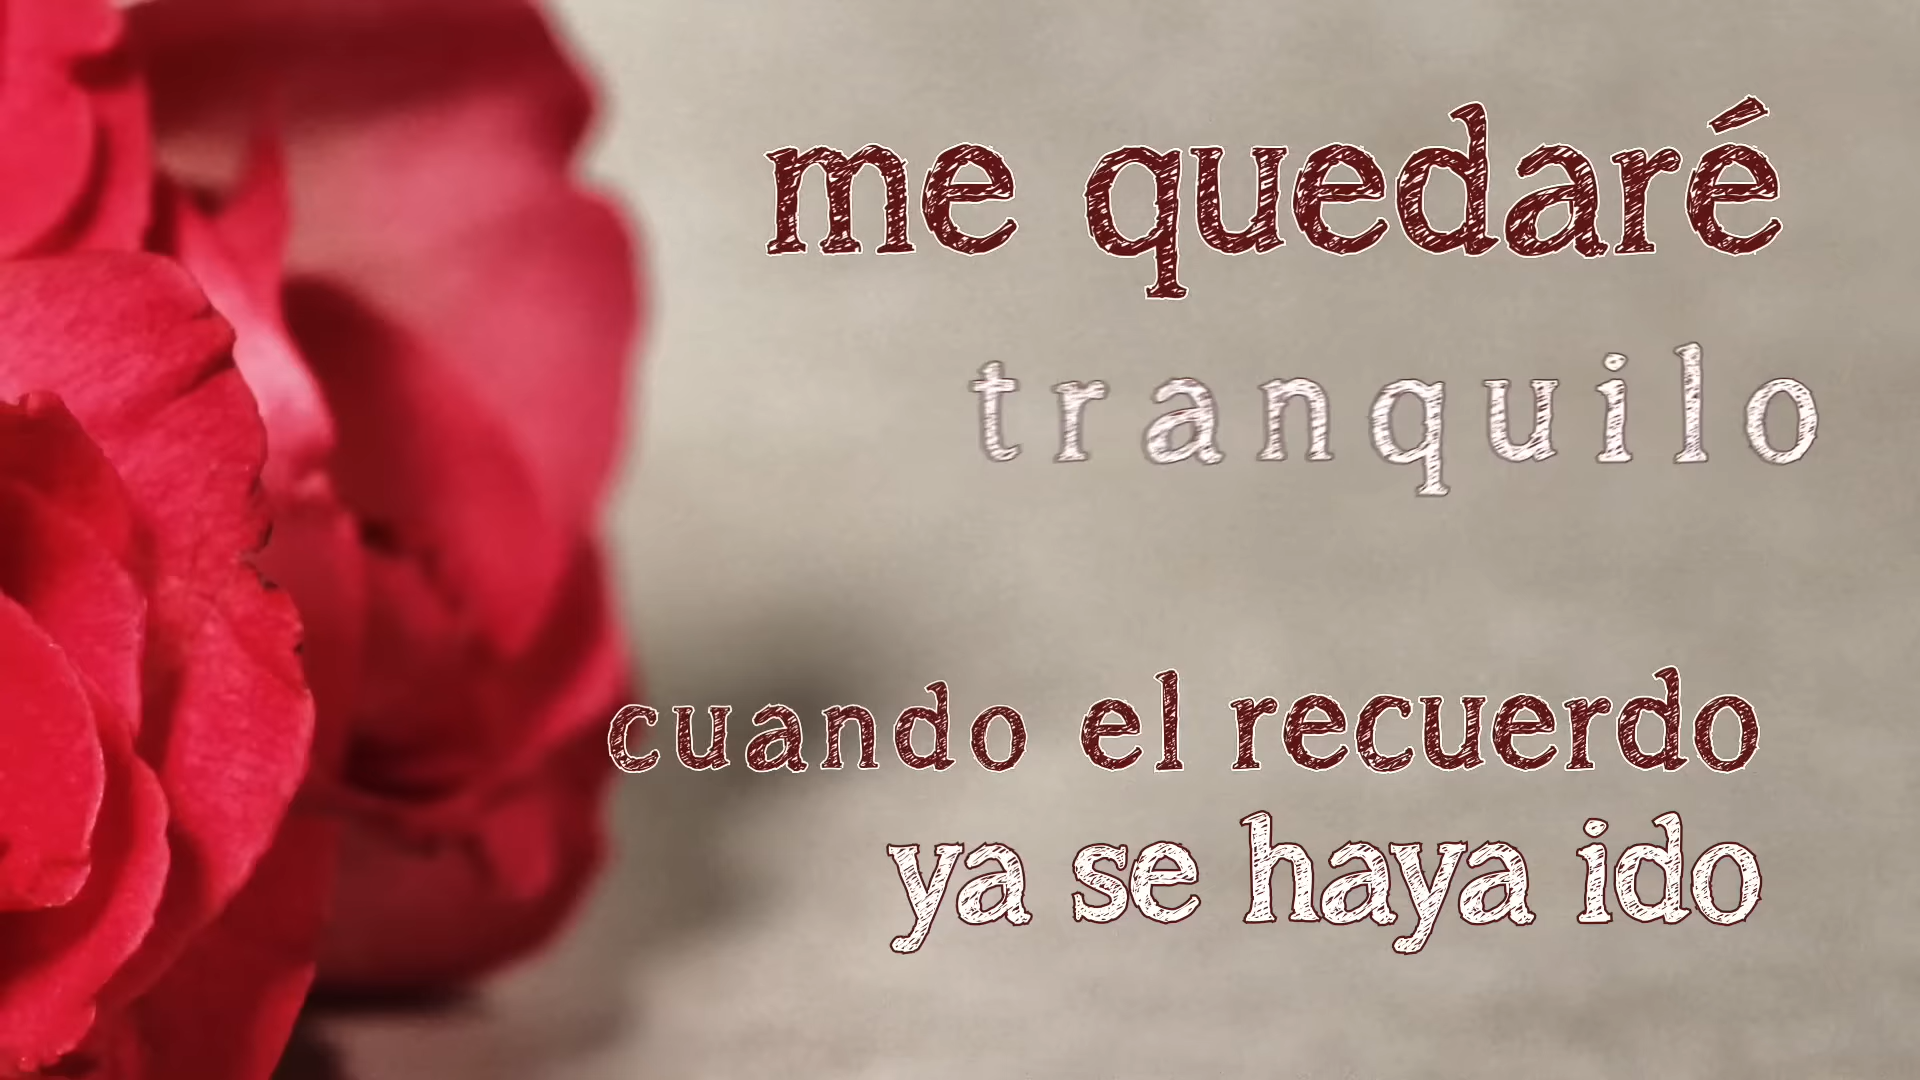 me quedaré
tranquilo
cuando el recuerdo
ya se haya ido